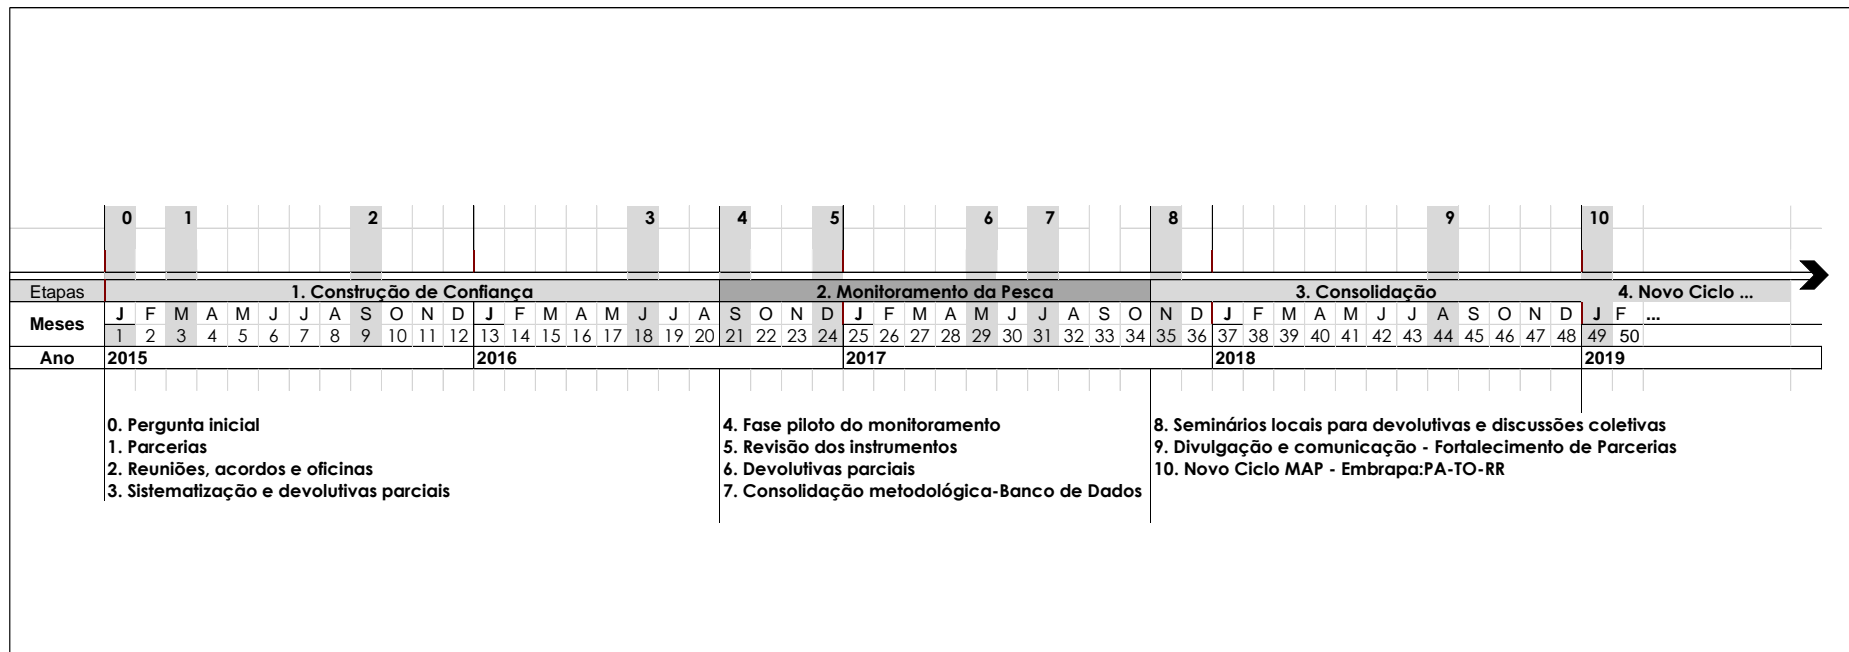 0 1 2 3 4 5 6 7 8 9 10
Etapas 1. Construção de Confiança 2. Monitoramento da Pesca 3. Consolidação 4. Novo Ciclo ...
Meses J F M A M J J A S O N D J F M A M J J A S O N D J F M A M J J A S O N D J F M A M J J A S O N D J F ...
1 2 3 4 5 6 7 8 9 10 11 12 13 14 15 16 17 18 19 20 21 22 23 24 25 26 27 28 29 30 31 32 33 34 35 36 37 38 39 40 41 42 43 44 45 46 47 48 49 50
Ano 2015 2016 2017 2018 2019
0. Pergunta inicial
1. Parcerias
2. Reuniões, acordos e oficinas
3. Sistematização e devolutivas parciais
4. Fase piloto do monitoramento
5. Revisão dos instrumentos
6. Devolutivas parciais
7. Consolidação metodológica-Banco de Dados
8. Seminários locais para devolutivas e discussões coletivas
9. Divulgação e comunicação - Fortalecimento de Parcerias
10. Novo Ciclo MAP - Embrapa:PA-TO-RR